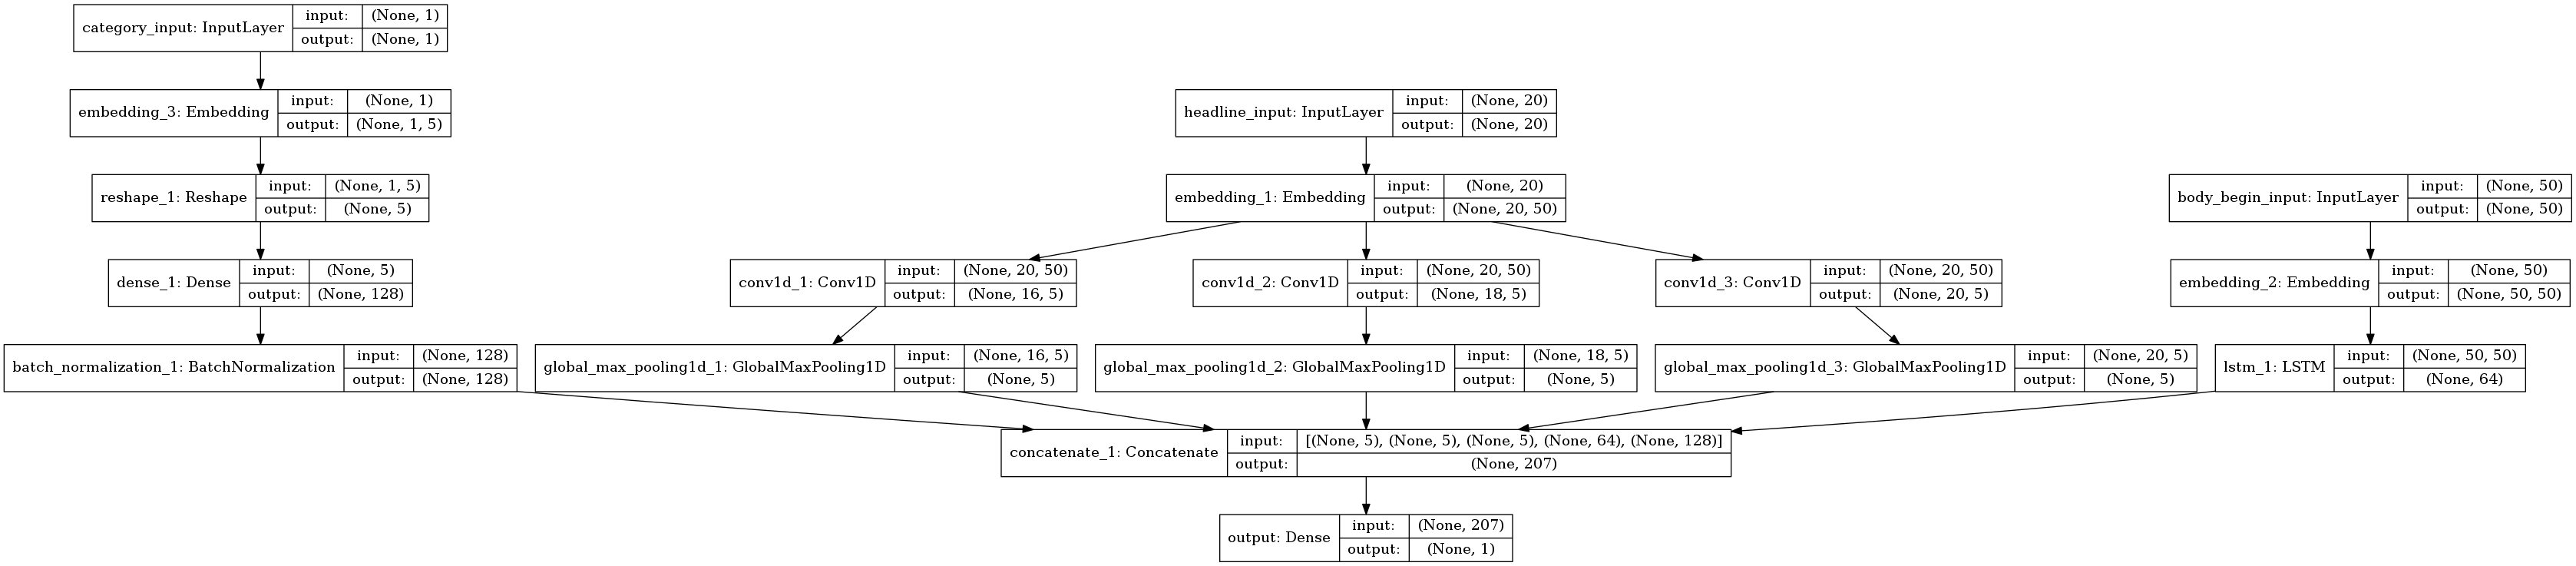 category_input: InputLayer
input: (None, 1)
output: (None, 1)
embedding_3: Embedding
input: (None, 1)
output: (None, 1, 5)
headline_input: InputLayer
input: (None, 20)
output: (None, 20)
reshape_1: Reshape
input: (None, 1, 5)
output: (None, 5)
embedding_1: Embedding
input: (None, 20)
output: (None, 20, 50)
body_begin_input: InputLayer
input: (None, 50)
output: (None, 50)
dense_1: Dense
input: (None, 5)
output: (None, 128)
conv1d_1: Conv1D
input: (None, 20, 50)
output: (None, 16, 5)
conv1d_2: Conv1D
input: (None, 20, 50)
output: (None, 18, 5)
conv1d_3: Conv1D
input: (None, 20, 50)
output: (None, 20, 5)
embedding_2: Embedding
input: (None, 50)
output: (None, 50, 50)
batch_normalization_1: BatchNormalization
input: (None, 128)
output: (None, 128)
global_max_pooling1d_1: GlobalMaxPooling1D
input: (None, 16, 5)
output: (None, 5)
global_max_pooling1d_2: GlobalMaxPooling1D
input: (None, 18, 5)
output: (None, 5)
global_max_pooling1d_3: GlobalMaxPooling1D
input: (None, 20, 5)
output: (None, 5)
lstm_1: LSTM
input: (None, 50, 50)
output: (None, 64)
concatenate_1: Concatenate
input: [(None, 5), (None, 5), (None, 5), (None, 64), (None, 128)]
output: (None, 207)
output: Dense
input: (None, 207)
output: (None, 1)